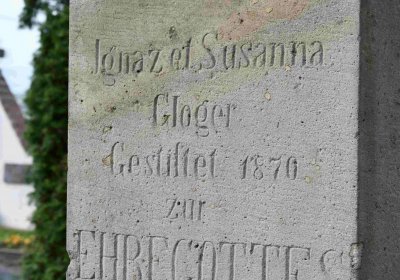 Ignaz et Susanna
Gloger
Gestiftet 1870
zur
EHRE GOTTES